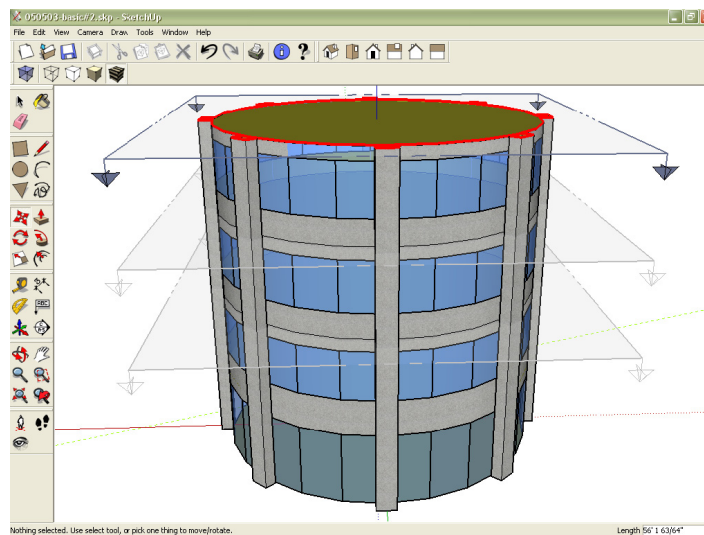 050503-basic#2.skp - SketchUp
File Edit View Camera Draw Tools Window Help
ABC
Nothing selected. Use select tool, or pick one thing to move/rotate.
Length 56' 1 63/64"